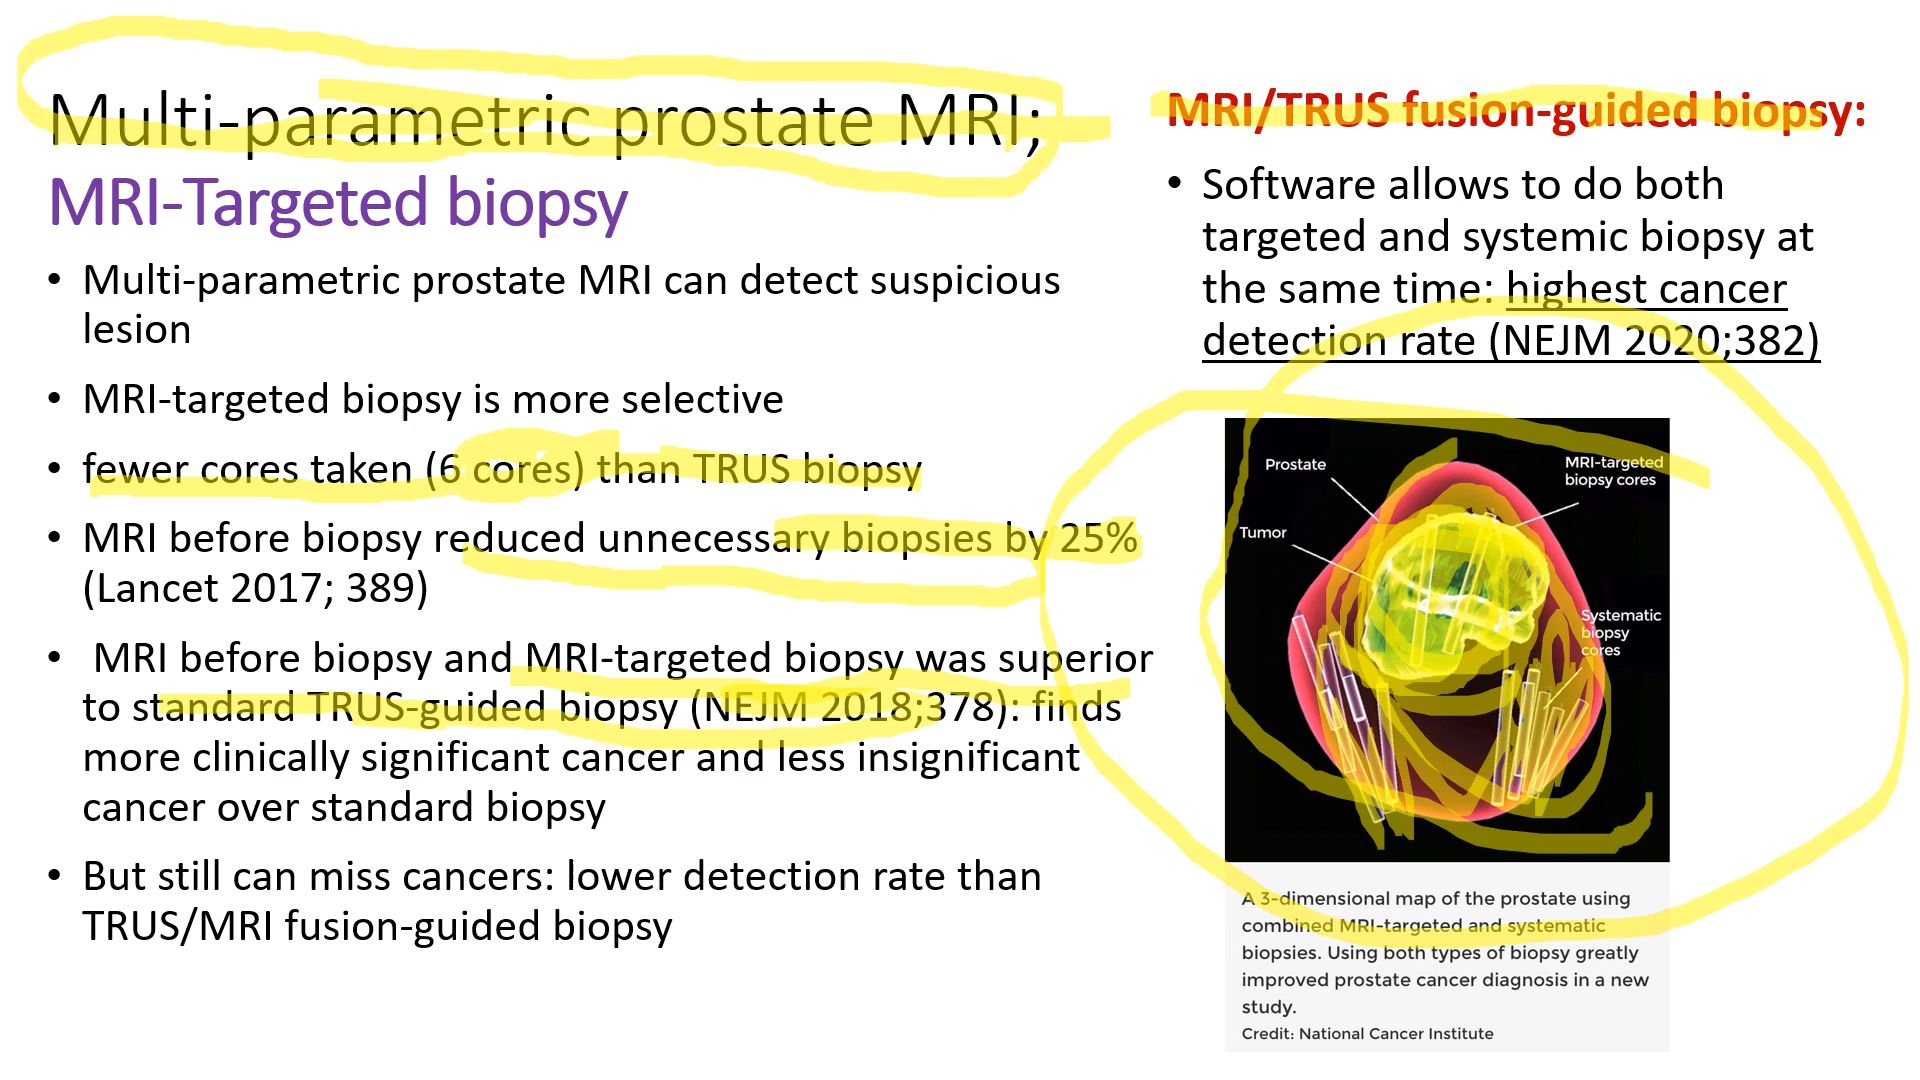 Multi-parametric prostate MRI;
MRI-Targeted biopsy
• Multi-parametric prostate MRI can detect suspicious
lesion
• MRI-targeted biopsy is more selective
• fewer cores taken (6 cores) than TRUS biopsy
• MRI before biopsy reduced unnecessary biopsies by 25%
(Lancet 2017; 389)
• MRI before biopsy and MRI-targeted biopsy was superior
to standard TRUS-guided biopsy (NEJM 2018;378): finds
more clinically significant cancer and less insignificant
cancer over standard biopsy
• But still can miss cancers: lower detection rate than
TRUS/MRI fusion-guided biopsy
MRI/TRUS fusion-guided biopsy:
• Software allows to do both
targeted and systemic biopsy at
the same time: highest cancer
detection rate (NEJM 2020;382)
Prostate
MRI-targeted
biopsy cores
Tumor
Systematic
biopsy
cores
A 3-dimensional map of the prostate using
combined MRI-targeted and systematic
biopsies. Using both types of biopsy greatly
improved prostate cancer diagnosis in a new
study.
Credit: National Cancer Institute